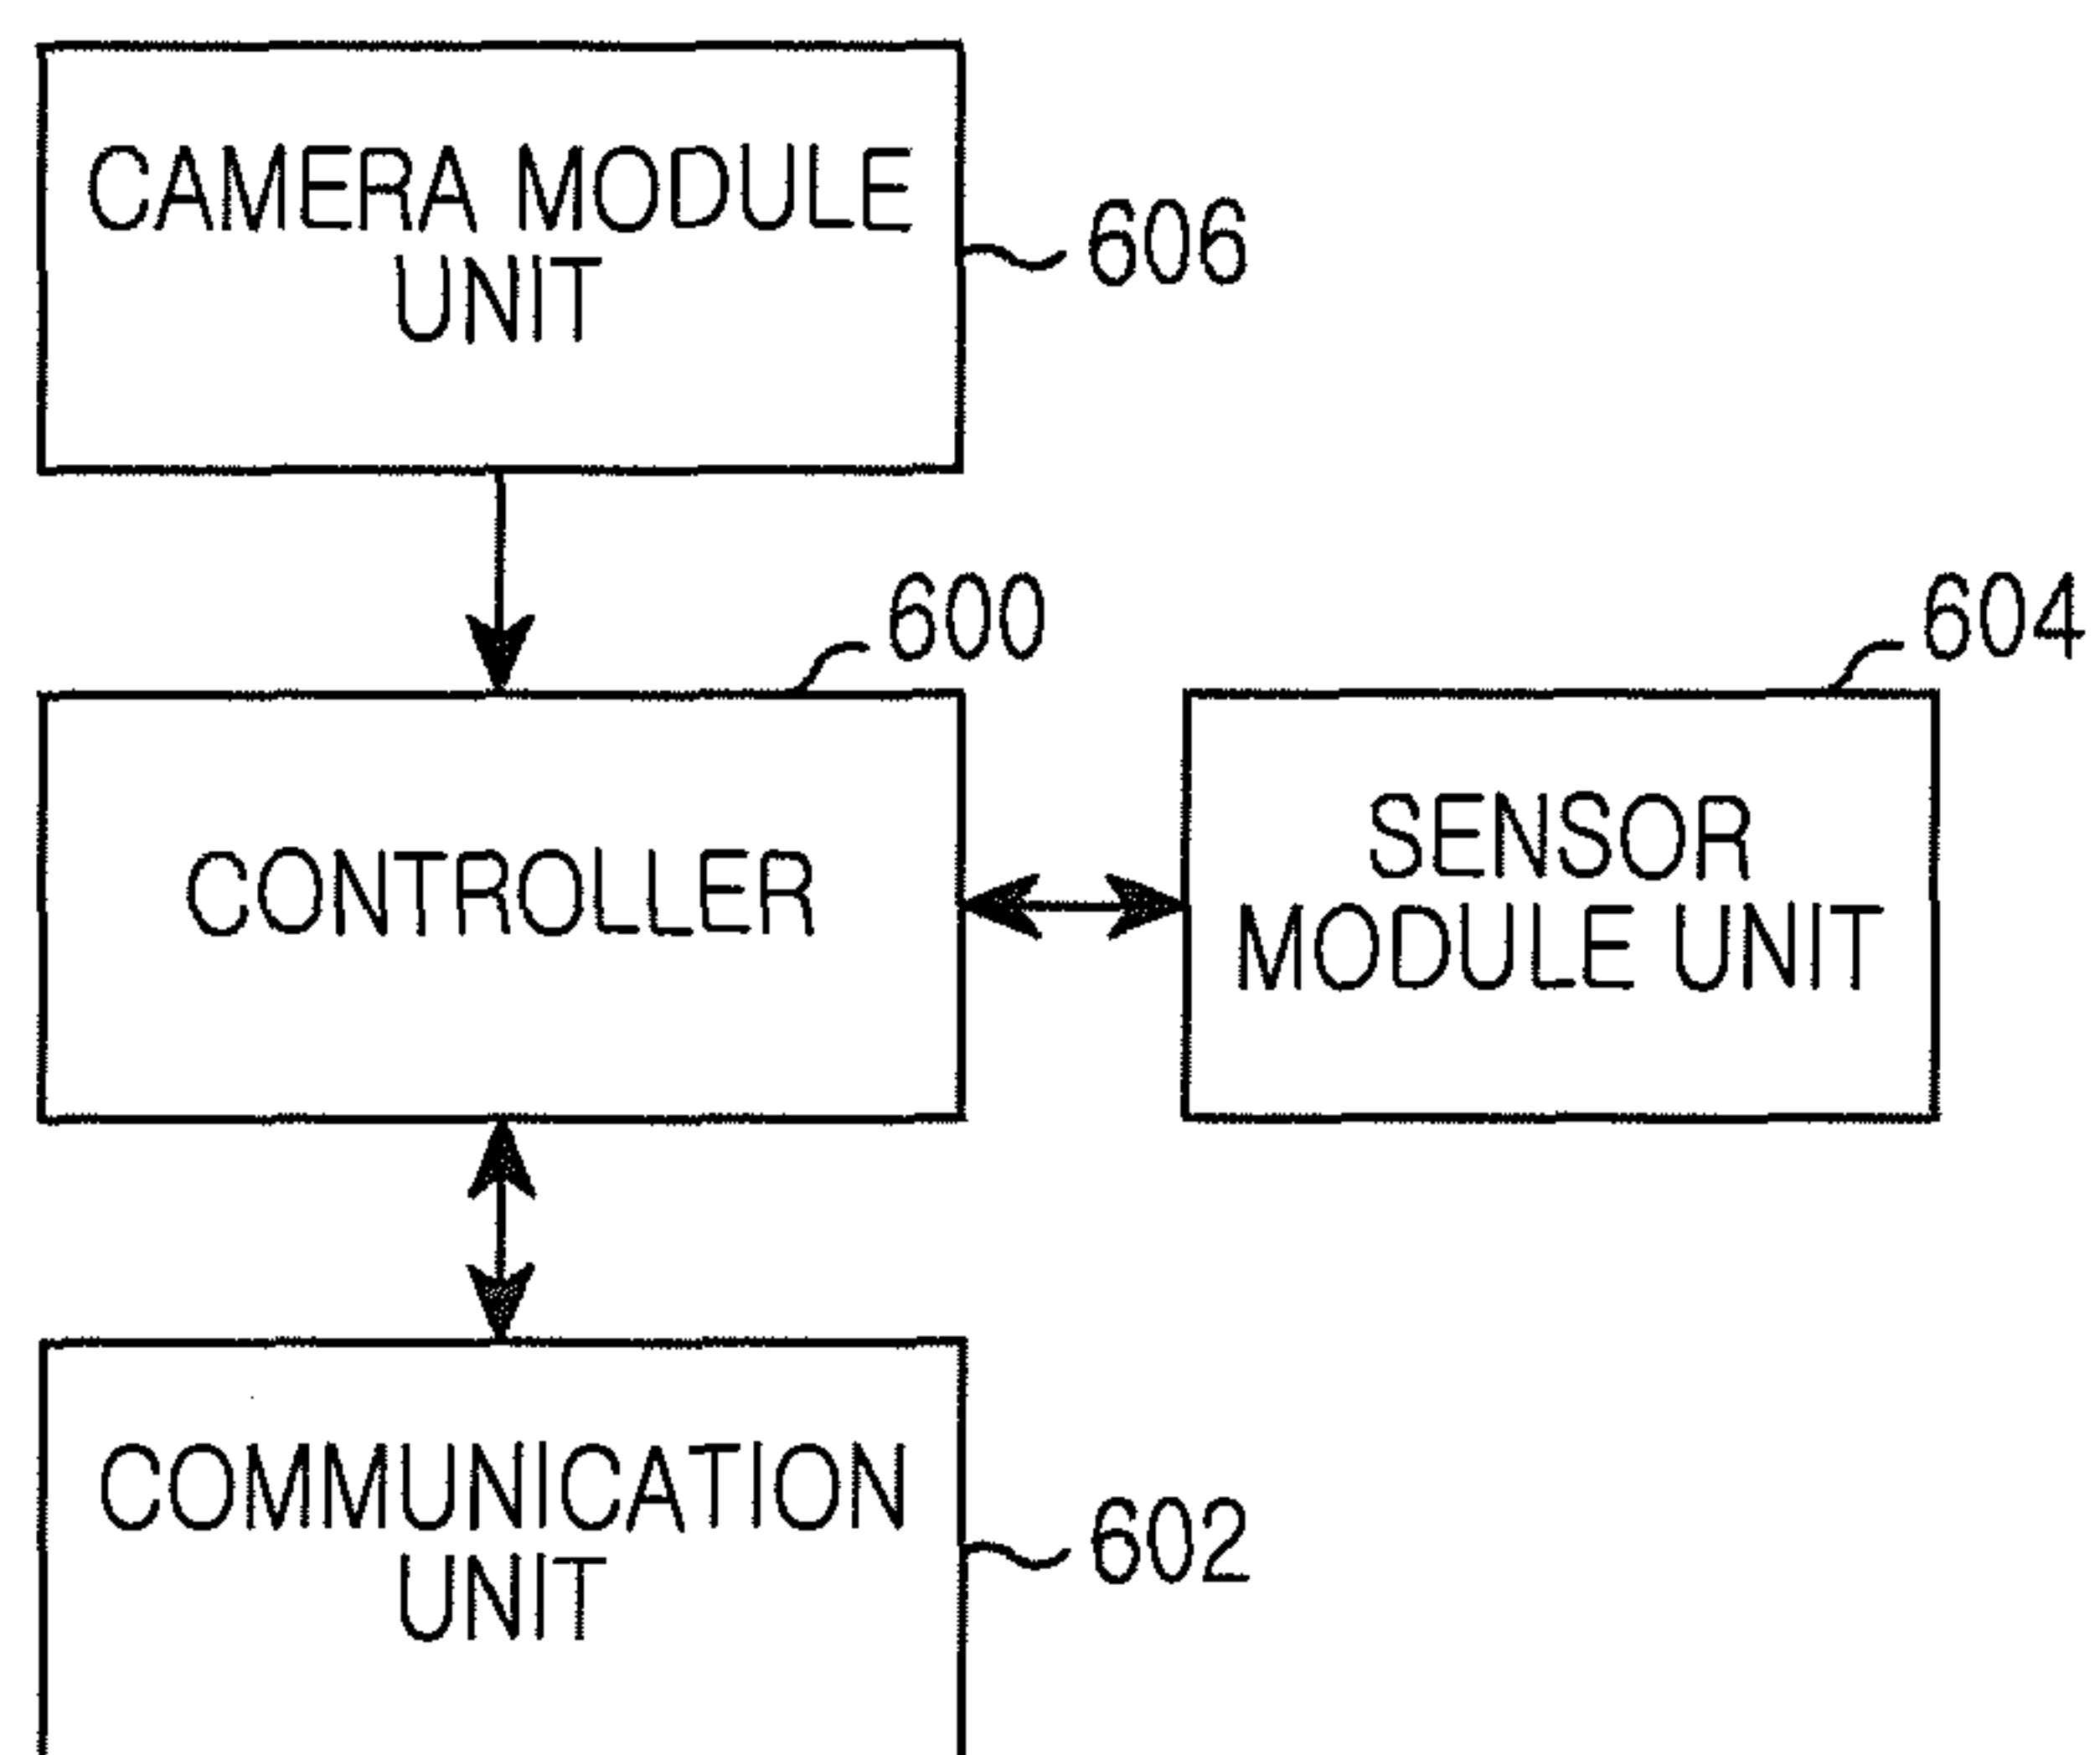 CAMERA MODULE
UNIT
606
600
604
CONTROLLER
SENSOR
MODULE UNIT
COMMUNICATION
UNIT
602